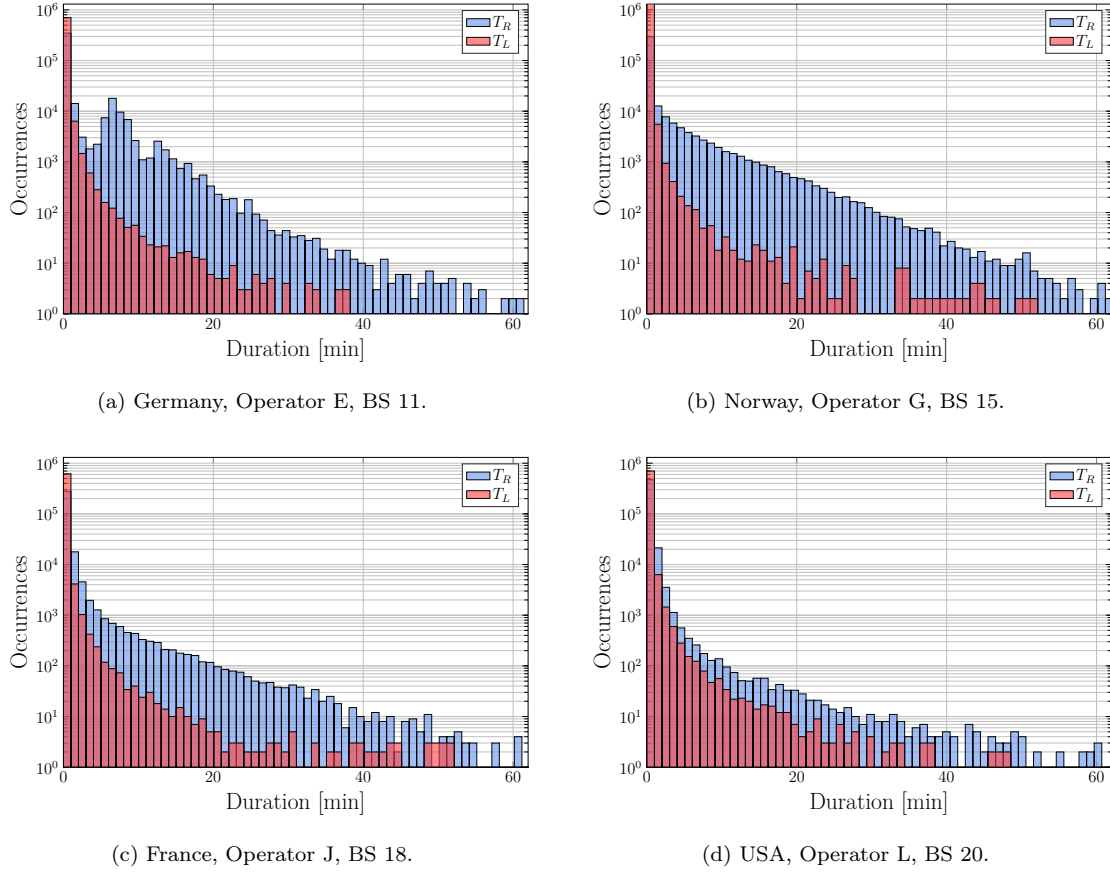 10^6
10^5
10^4
10^3
10^2
10^1
10^0
Occurrences
T_R
T_L
0 20 40 60
Duration [min]
(a) Germany, Operator E, BS 11.
10^6
10^5
10^4
10^3
10^2
10^1
10^0
Occurrences
T_R
T_L
0 20 40 60
Duration [min]
(b) Norway, Operator G, BS 15.
10^6
10^5
10^4
10^3
10^2
10^1
10^0
Occurrences
T_R
T_L
0 20 40 60
Duration [min]
(c) France, Operator J, BS 18.
10^6
10^5
10^4
10^3
10^2
10^1
10^0
Occurrences
T_R
T_L
0 20 40 60
Duration [min]
(d) USA, Operator L, BS 20.